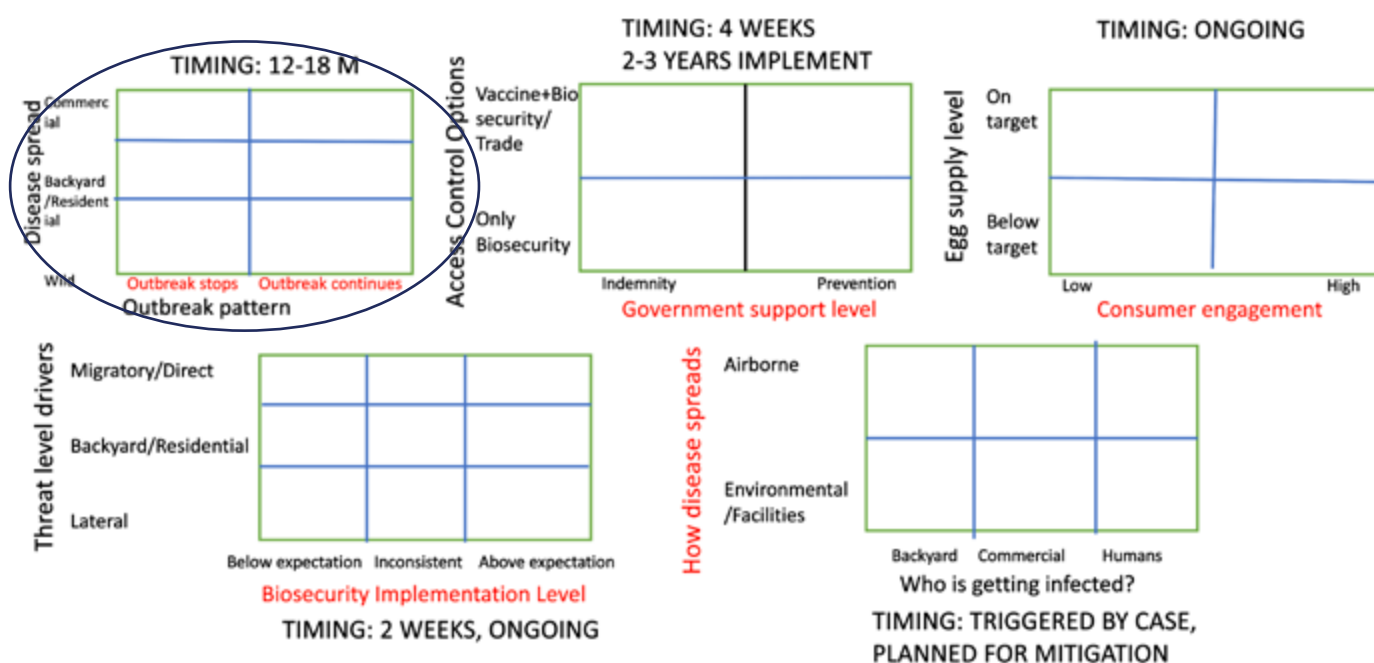 TIMING: 12-18 M
Disease spread
Commerc
ial
Backyard
/Resident
ial
Wild
Outbreak stops
Outbreak continues
Outbreak pattern
TIMING: 4 WEEKS
2-3 YEARS IMPLEMENT
Access Control Options
Vaccine+Bio
security/
Trade
Only
Biosecurity
Indemnity
Prevention
Government support level
TIMING: ONGOING
Egg supply level
On
target
Below
target
Low
High
Consumer engagement
Threat level drivers
Migratory/Direct
Backyard/Residential
Lateral
Below expectation
Inconsistent
Above expectation
Biosecurity Implementation Level
TIMING: 2 WEEKS, ONGOING
How disease spreads
Airborne
Environmental
/Facilities
Backyard
Commercial
Humans
Who is getting infected?
TIMING: TRIGGERED BY CASE,
PLANNED FOR MITIGATION